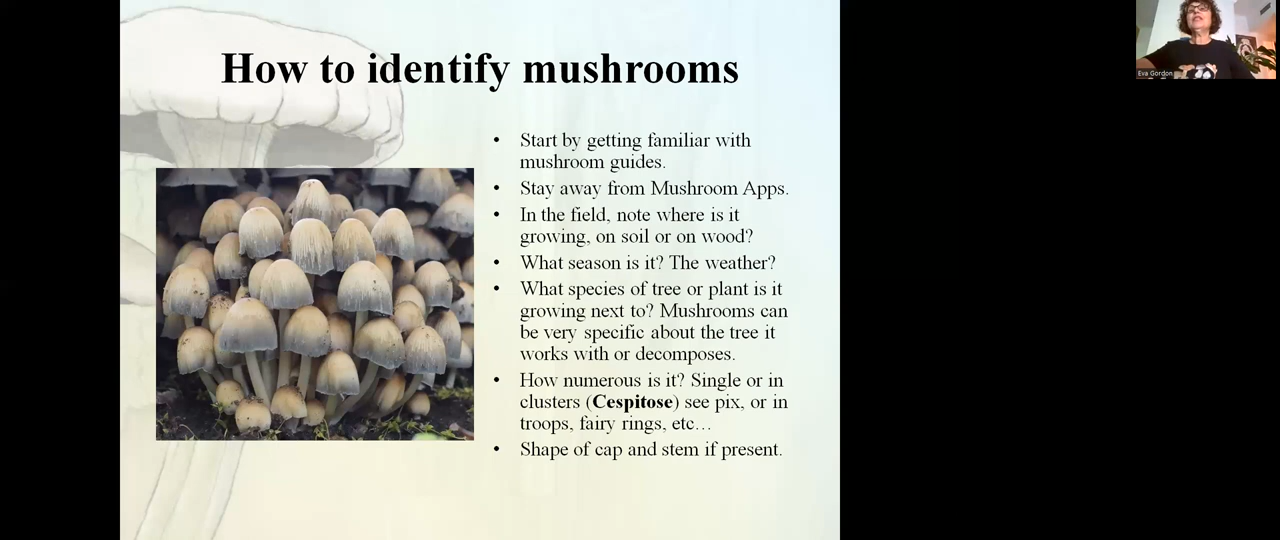 How to identify mushrooms
• Start by getting familiar with
mushroom guides.
• Stay away from Mushroom Apps.
• In the field, note where is it
growing, on soil or on wood?
• What season is it? The weather?
• What species of tree or plant is it
growing next to? Mushrooms can
be very specific about the tree it
works with or decomposes.
• How numerous is it? Single or in
clusters (Cespitose) see pix, or in
troops, fairy rings, etc…
• Shape of cap and stem if present.
Eva Gordon